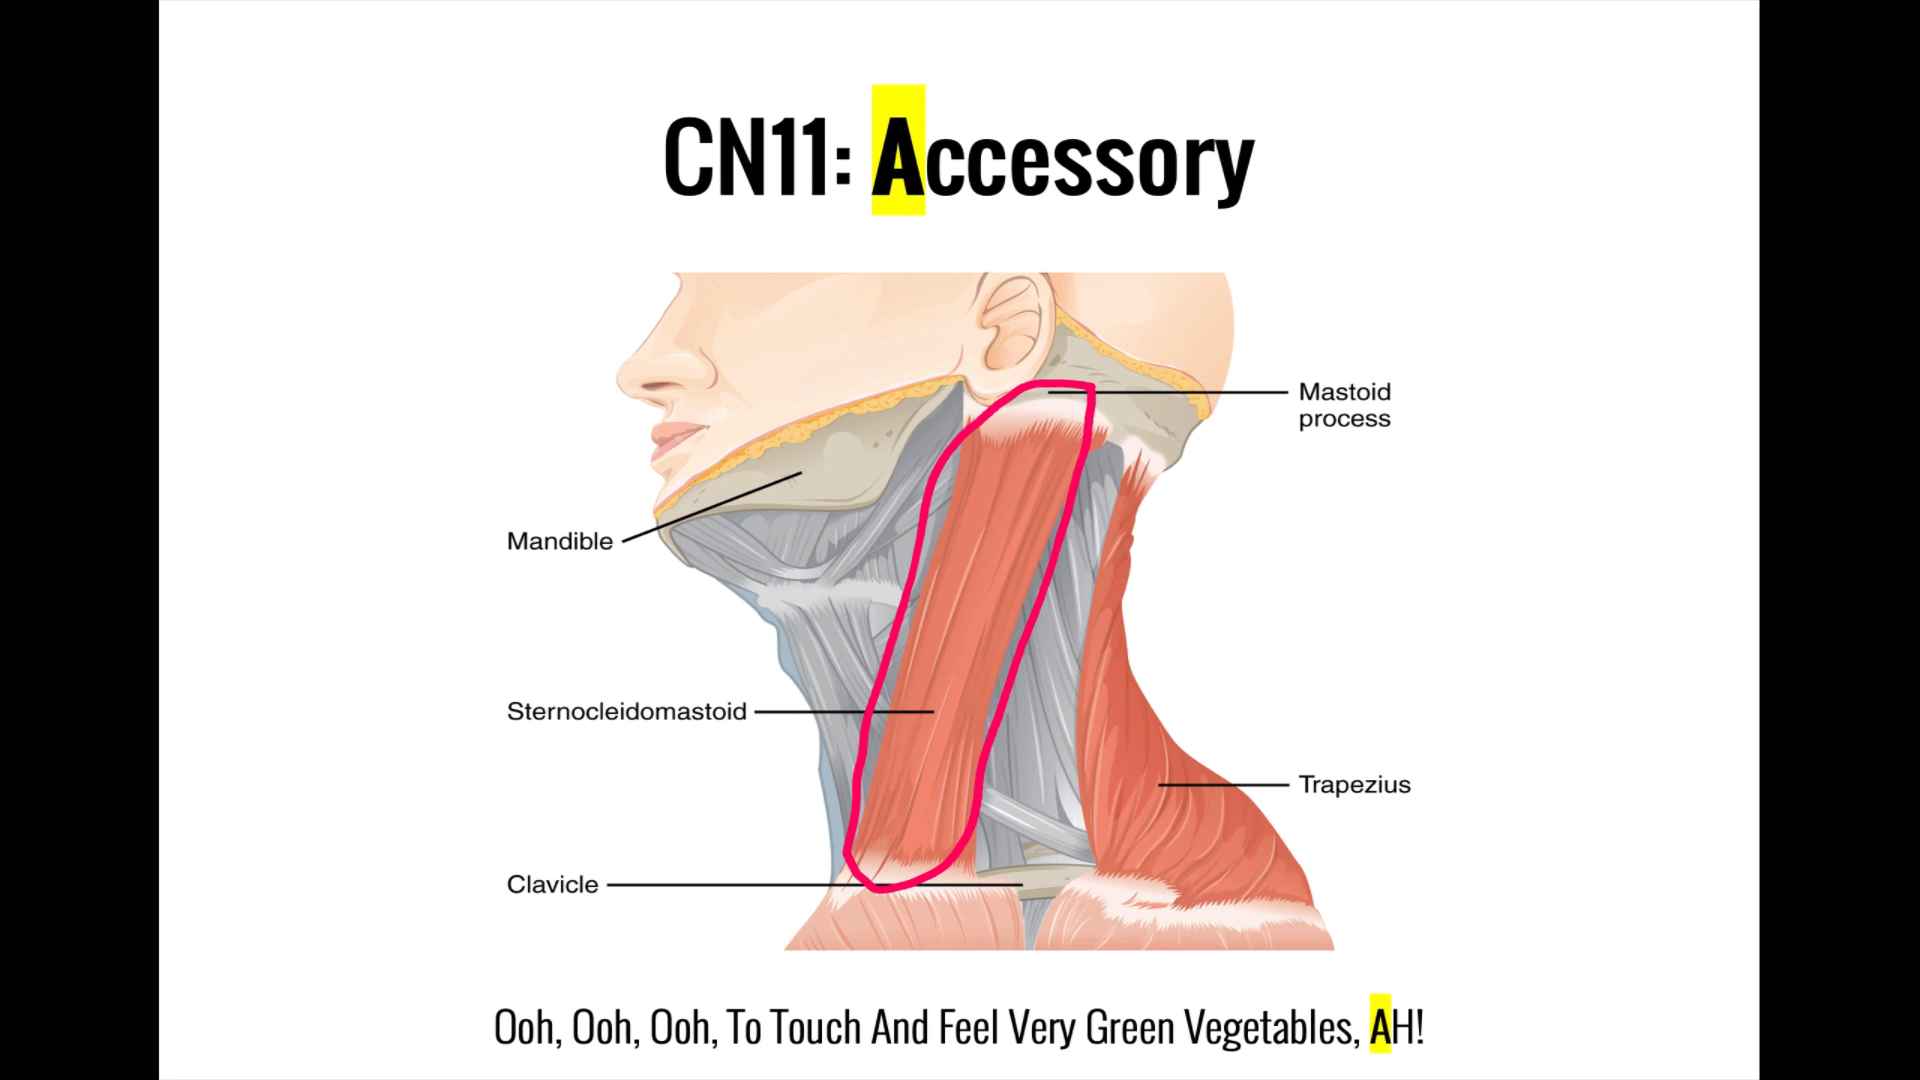 CN11: Accessory
Mastoid
process
Mandible
Sternocleidomastoid
Trapezius
Clavicle
Ooh, Ooh, Ooh, To Touch And Feel Very Green Vegetables, AH!